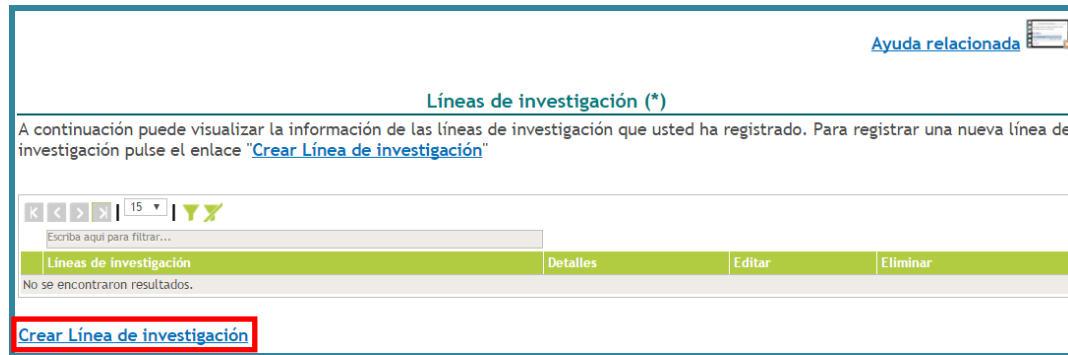 Ayuda relacionada
Líneas de investigación (*)
A continuación puede visualizar la información de las líneas de investigación que usted ha registrado. Para registrar una nueva línea de
investigación pulse el enlace "Crear Línea de investigación"
15
Escriba aqui para filtrar...
Líneas de investigación Detalles Editar Eliminar
No se encontraron resultados.
Crear Línea de investigación